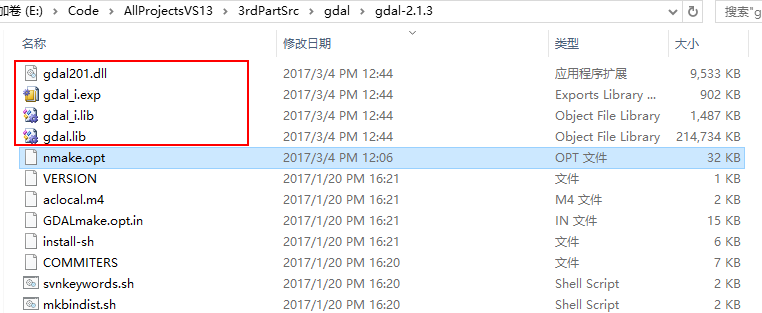 加卷 (E:) > Code > AllProjectsVS13 > 3rdPartSrc > gdal > gdal-2.1.3 搜索"g
名称 修改日期 类型 大小
gdal201.dll 2017/3/4 PM 12:44 应用程序扩展 9,533 KB
gdal_i.exp 2017/3/4 PM 12:44 Exports Library ... 902 KB
gdal_i.lib 2017/3/4 PM 12:44 Object File Library 1,487 KB
gdal.lib 2017/3/4 PM 12:44 Object File Library 214,734 KB
nmake.opt 2017/3/4 PM 12:06 OPT 文件 32 KB
VERSION 2017/1/20 PM 16:21 文件 1 KB
aclocal.m4 2017/1/20 PM 16:21 M4 文件 2 KB
GDALmake.opt.in 2017/1/20 PM 16:21 IN 文件 15 KB
install-sh 2017/1/20 PM 16:21 文件 6 KB
COMMITERS 2017/1/20 PM 16:20 文件 7 KB
svnkeywords.sh 2017/1/20 PM 16:20 Shell Script 2 KB
mkbindist.sh 2017/1/20 PM 16:20 Shell Script 4 KB